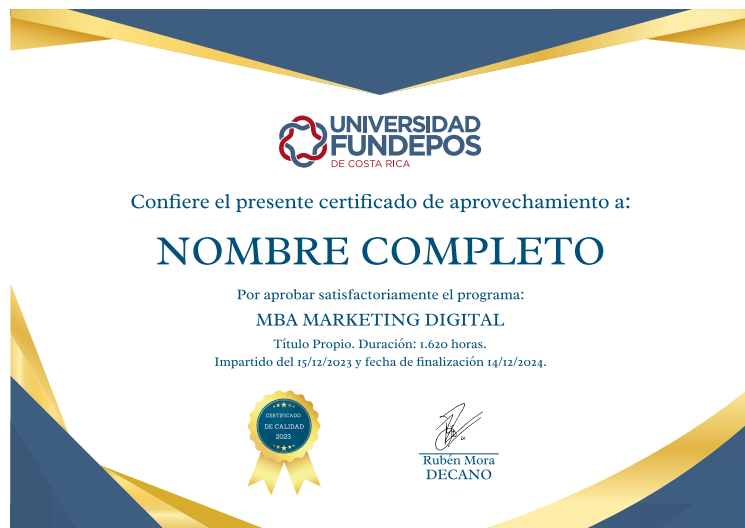 UNIVERSIDAD
FUNDEPOS
DE COSTA RICA
Confiere el presente certificado de aprovechamiento a:
NOMBRE COMPLETO
Por aprobar satisfactoriamente el programa:
MBA MARKETING DIGITAL
Título Propio. Duración: 1.620 horas.
Impartido del 15/12/2023 y fecha de finalización 14/12/2024.
CERTIFICADO
DE CALIDAD
2023
Rubén Mora
DECANO